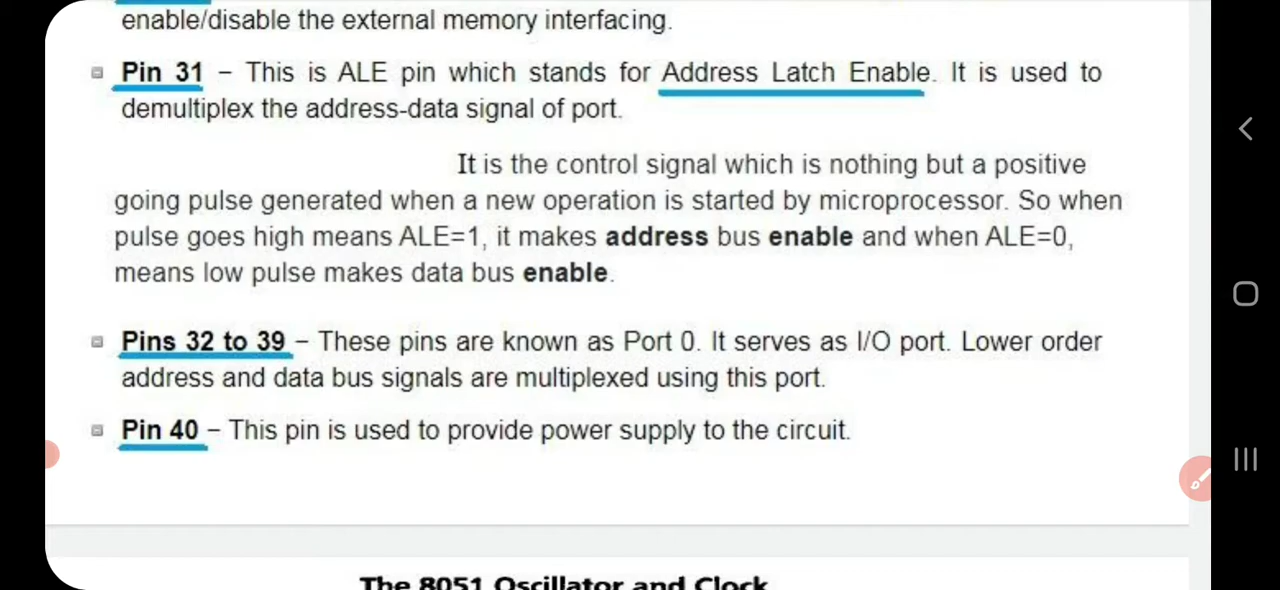 enable/disable the external memory interfacing.
Pin 31 – This is ALE pin which stands for Address Latch Enable. It is used to
demultiplex the address-data signal of port.
It is the control signal which is nothing but a positive
going pulse generated when a new operation is started by microprocessor. So when
pulse goes high means ALE=1, it makes address bus enable and when ALE=0,
means low pulse makes data bus enable.
Pins 32 to 39 – These pins are known as Port 0. It serves as I/O port. Lower order
address and data bus signals are multiplexed using this port.
Pin 40 – This pin is used to provide power supply to the circuit.
The 8051 Oscillator and Clock